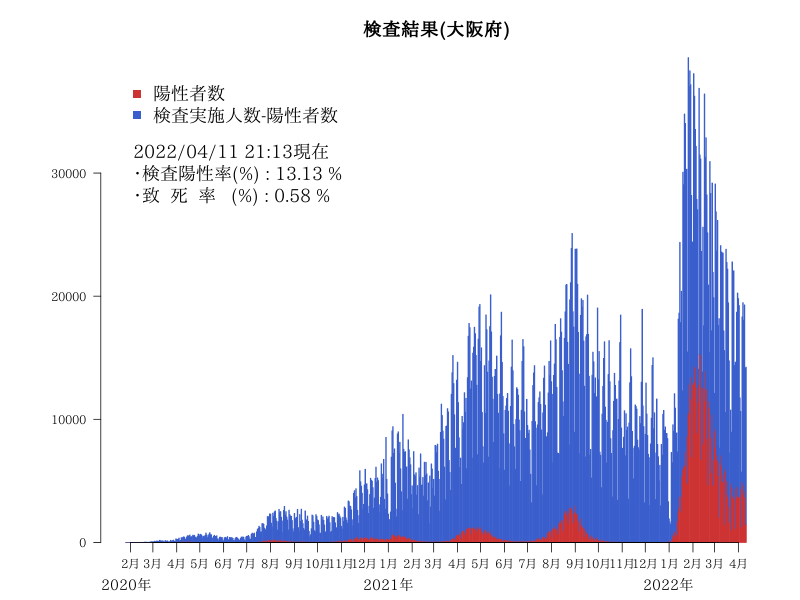 検査結果(大阪府)
陽性者数
検査実施人数-陽性者数
2022/04/11 21:13現在
･検査陽性率(%) : 13.13 %
･致 死 率 (%) : 0.58 %
30000
20000
10000
0
2月 3月 4月 5月 6月 7月 8月 9月 10月 11月 12月 1月 2月 3月 4月 5月 6月 7月 8月 9月 10月 11月 12月 1月 2月 3月 4月
2020年 2021年 2022年